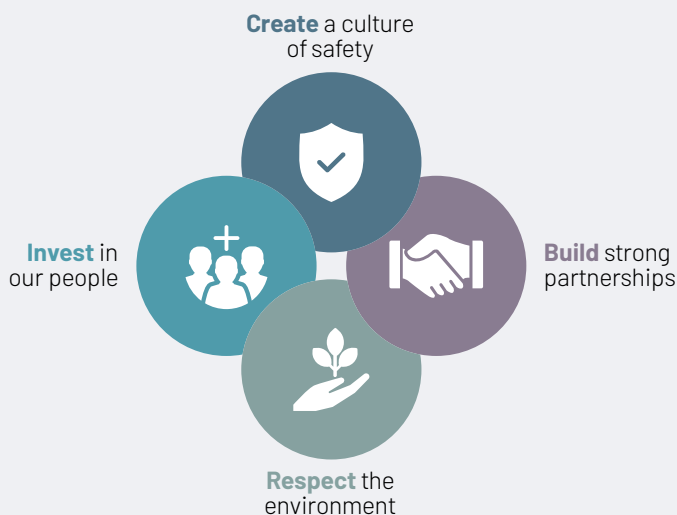 Create a culture
of safety
Invest in
our people
Build strong
partnerships
Respect the
environment